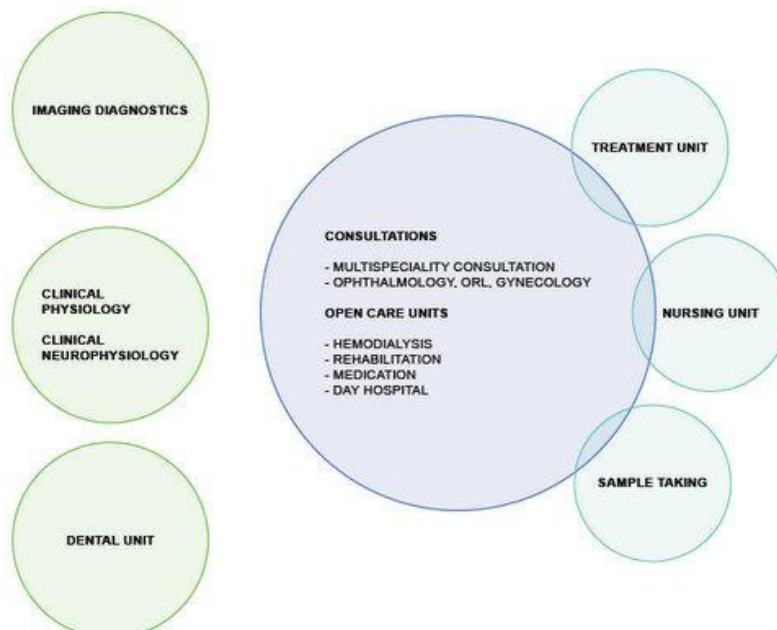 IMAGING DIAGNOSTICS
CLINICAL
PHYSIOLOGY
CLINICAL
NEUROPHYSIOLOGY
DENTAL UNIT
CONSULTATIONS
- MULTISPECIALITY CONSULTATION
- OPHTHALMOLOGY, ORL, GYNECOLOGY
OPEN CARE UNITS
- HEMODIALYSIS
- REHABILITATION
- MEDICATION
- DAY HOSPITAL
TREATMENT UNIT
NURSING UNIT
SAMPLE TAKING